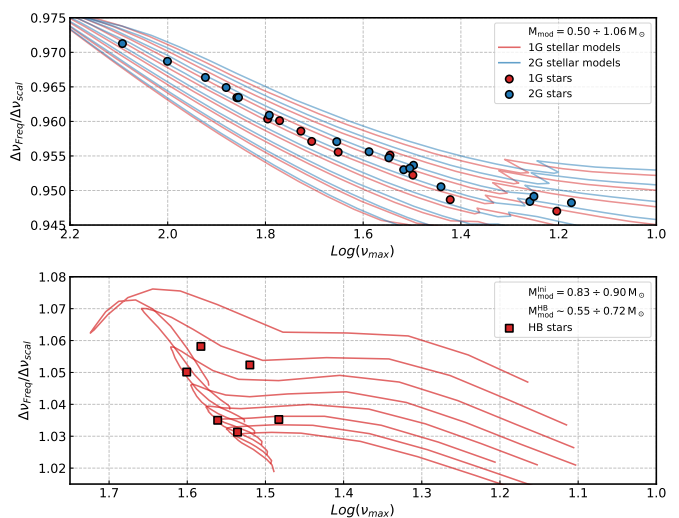 0.975
0.970
0.965
0.960
0.955
0.950
0.945
Δν_Freq/Δν_scal
M_mod = 0.50 ÷ 1.06 M_⊙
1G stellar models
2G stellar models
1G stars
2G stars
2.2 2.0 1.8 1.6 1.4 1.2 1.0
Log(ν_max)
1.08
1.07
1.06
1.05
1.04
1.03
1.02
Δν_Freq/Δν_scal
M^Ini_mod = 0.83 ÷ 0.90 M_⊙
M^HB_mod ~ 0.55 ÷ 0.72 M_⊙
HB stars
1.7 1.6 1.5 1.4 1.3 1.2 1.1 1.0
Log(ν_max)